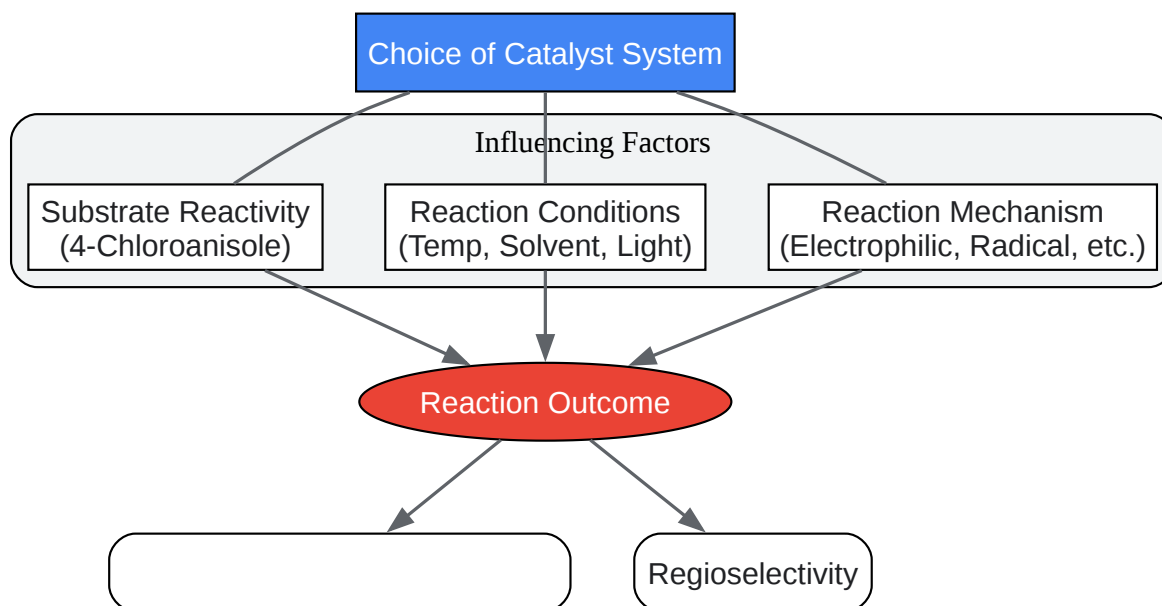 Choice of Catalyst System
Influencing Factors
Substrate Reactivity
(4-Chloroanisole)
Reaction Conditions
(Temp, Solvent, Light)
Reaction Mechanism
(Electrophilic, Radical, etc.)
Reaction Outcome
Regioselectivity